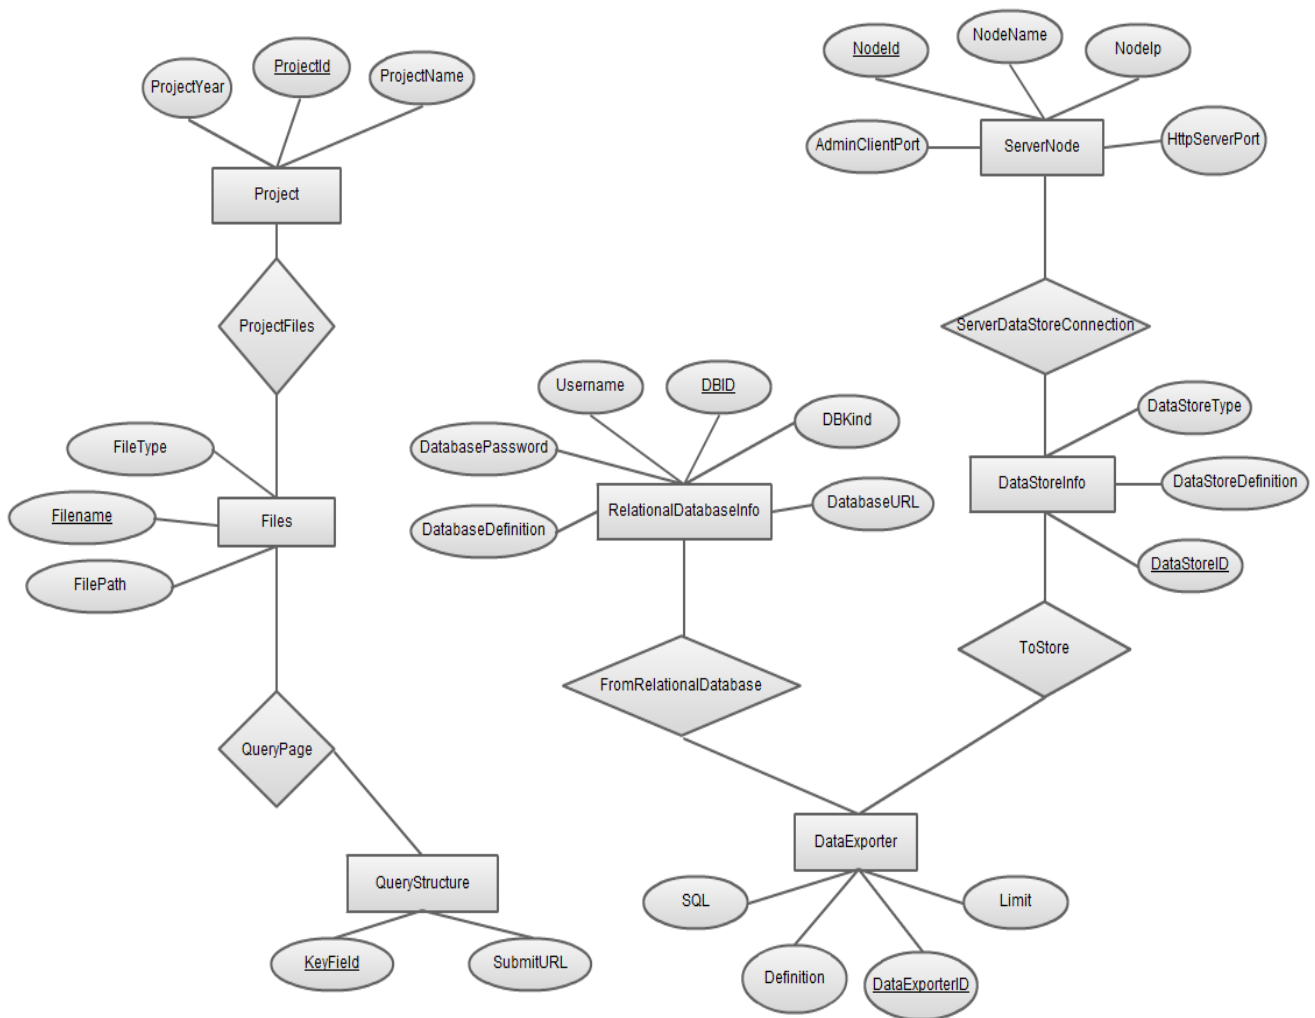 NodeId
NodeName
NodeIp
ProjectYear
ProjectId
ProjectName
AdminClientPort
ServerNode
HttpServerPort
Project
ProjectFiles
ServerDataStoreConnection
Username
DBID
DBKind
DataStoreType
FileType
DatabasePassword
DataStoreInfo
DataStoreDefinition
Filename
Files
DatabaseDefinition
RelationalDatabaseInfo
DatabaseURL
FilePath
DataStoreID
ToStore
FromRelationalDatabase
QueryPage
DataExporter
QueryStructure
SQL
Limit
KeyField
SubmitURL
Definition
DataExporterID